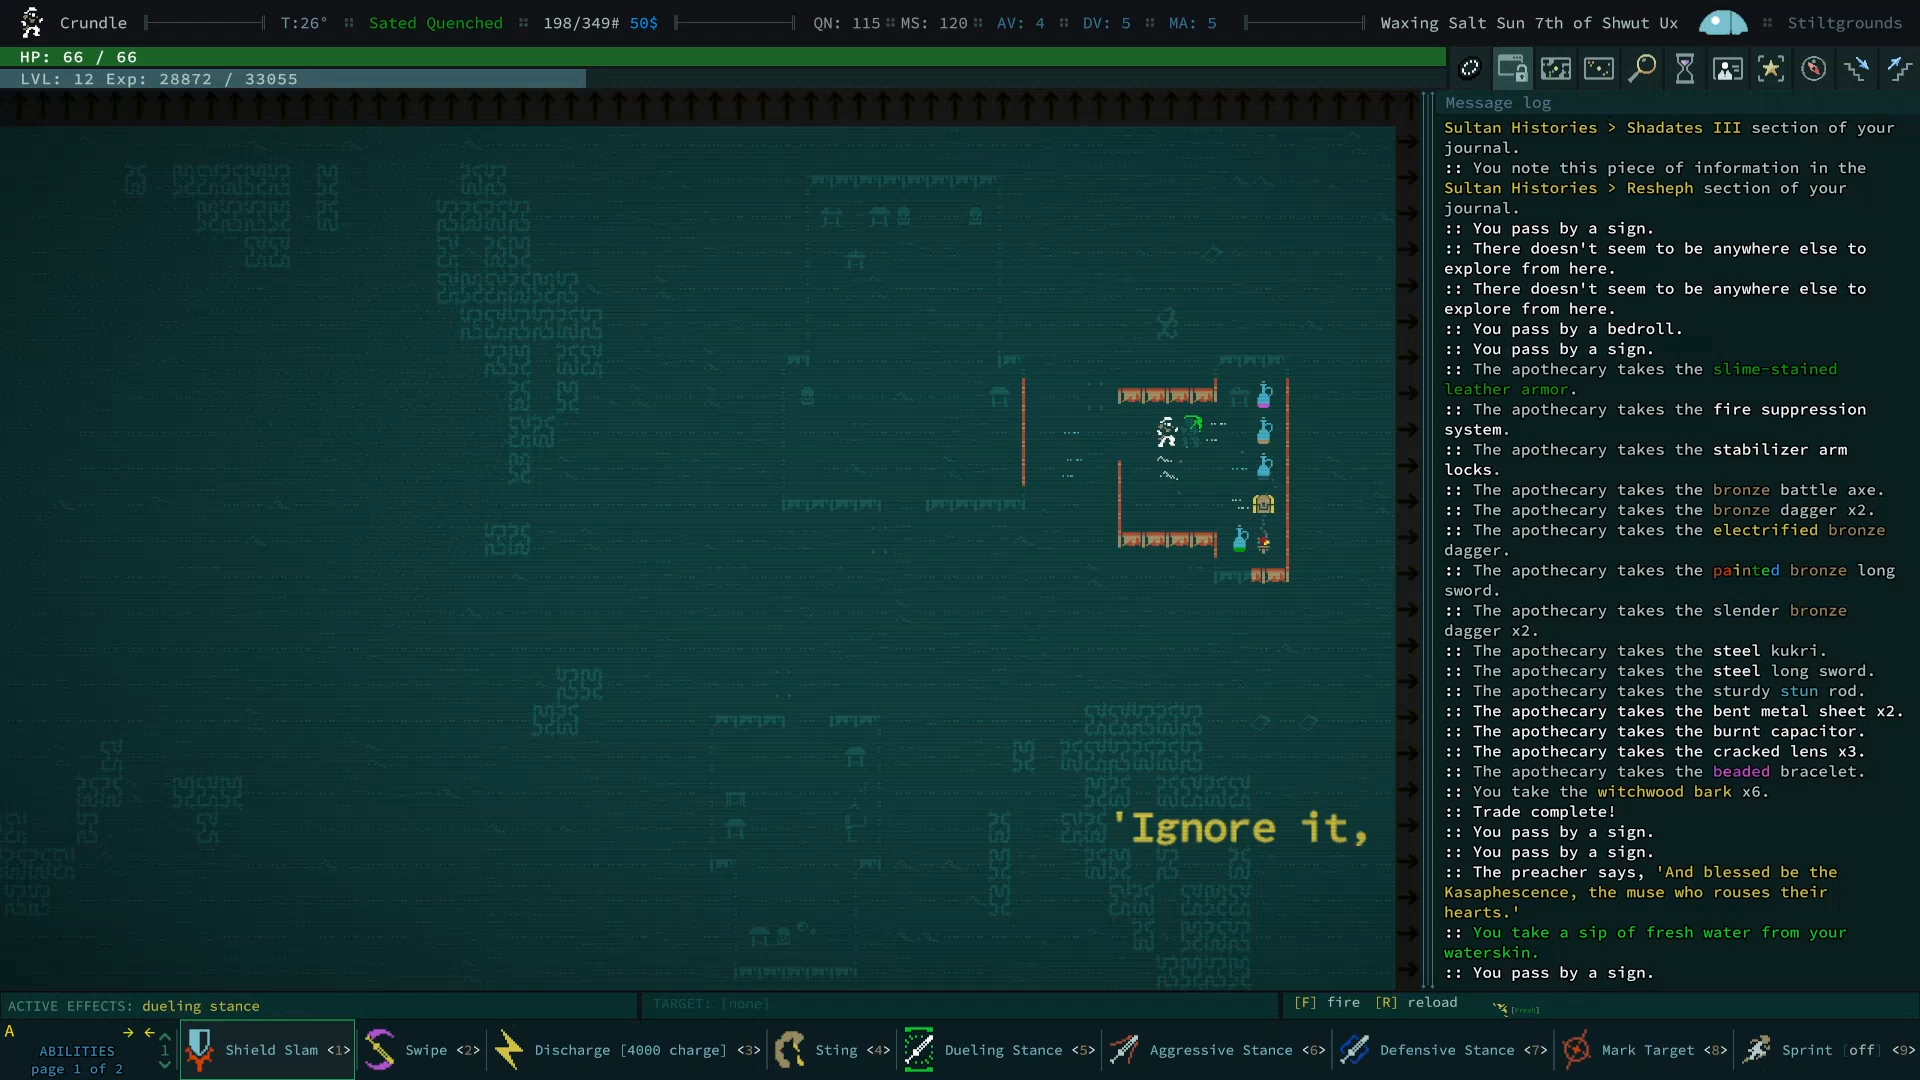 Crundle T:26° :: Sated Quenched :: 198/349# 50$ QN: 115 :: MS: 120 :: AV: 4 :: DV: 5 :: MA: 5 Waxing Salt Sun 7th of Shwut Ux :: Stiltgrounds
HP: 66 / 66
LVL: 12 Exp: 28872 / 33055
Message log
Sultan Histories > Shadates III section of your
journal.
:: You note this piece of information in the
Sultan Histories > Resheph section of your
journal.
:: You pass by a sign.
:: There doesn't seem to be anywhere else to
explore from here.
:: There doesn't seem to be anywhere else to
explore from here.
:: You pass by a bedroll.
:: You pass by a sign.
:: The apothecary takes the slime-stained
leather armor.
:: The apothecary takes the fire suppression
system.
:: The apothecary takes the stabilizer arm
locks.
:: The apothecary takes the bronze battle axe.
:: The apothecary takes the bronze dagger x2.
:: The apothecary takes the electrified bronze
dagger.
:: The apothecary takes the painted bronze long
sword.
:: The apothecary takes the slender bronze
dagger x2.
:: The apothecary takes the steel kukri.
:: The apothecary takes the steel long sword.
:: The apothecary takes the sturdy stun rod.
:: The apothecary takes the bent metal sheet x2.
:: The apothecary takes the burnt capacitor.
:: The apothecary takes the cracked lens x3.
:: The apothecary takes the beaded bracelet.
:: You take the witchwood bark x6.
:: Trade complete!
:: You pass by a sign.
:: You pass by a sign.
:: The preacher says, 'And blessed be the
Kasaphescence, the muse who rouses their
hearts.'
:: You take a sip of fresh water from your
waterskin.
:: You pass by a sign.
'Ignore it,
ACTIVE EFFECTS: dueling stance
TARGET: [none]
[F] fire [R] reload
[Fresh]
A
ABILITIES
page 1 of 2
1
Shield Slam <1>
Swipe <2>
Discharge [4000 charge] <3>
Sting <4>
Dueling Stance <5>
Aggressive Stance <6>
Defensive Stance <7>
Mark Target <8>
Sprint [off] <9>